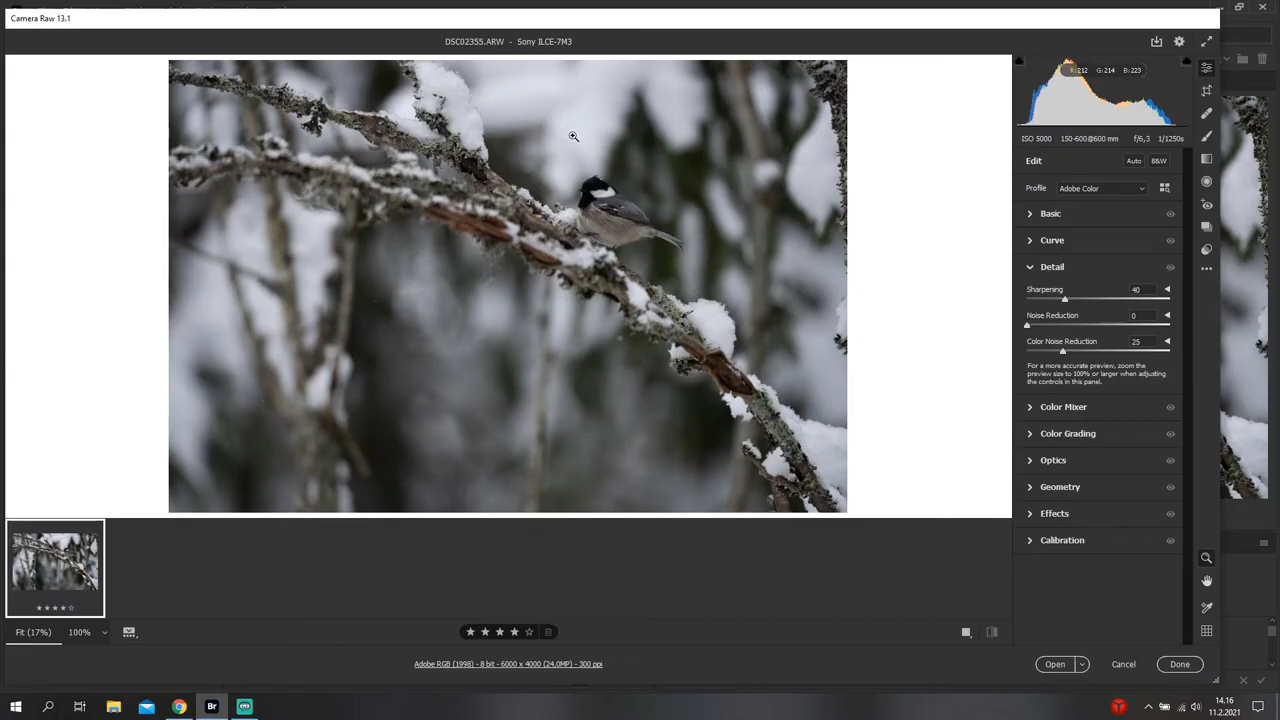 Camera Raw 13.1
DSC02355.ARW - Sony ILCE-7M3
R:212 G:214 B:223
ISO 5000 150-600@600 mm f/6,3 1/1250s
Edit Auto B&W
Profile Adobe Color
Basic
Curve
Detail
Sharpening 40
Noise Reduction 0
Color Noise Reduction 25
For a more accurate preview, zoom the
preview size to 100% or larger when adjusting
the controls in this panel.
Color Mixer
Color Grading
Optics
Geometry
Effects
Calibration
Fit (17%) 100%
Adobe RGB (1998) - 8 bit - 6000 x 4000 (24,0MP) - 300 ppi
Open Cancel Done
Br
14.16
11.2.2021